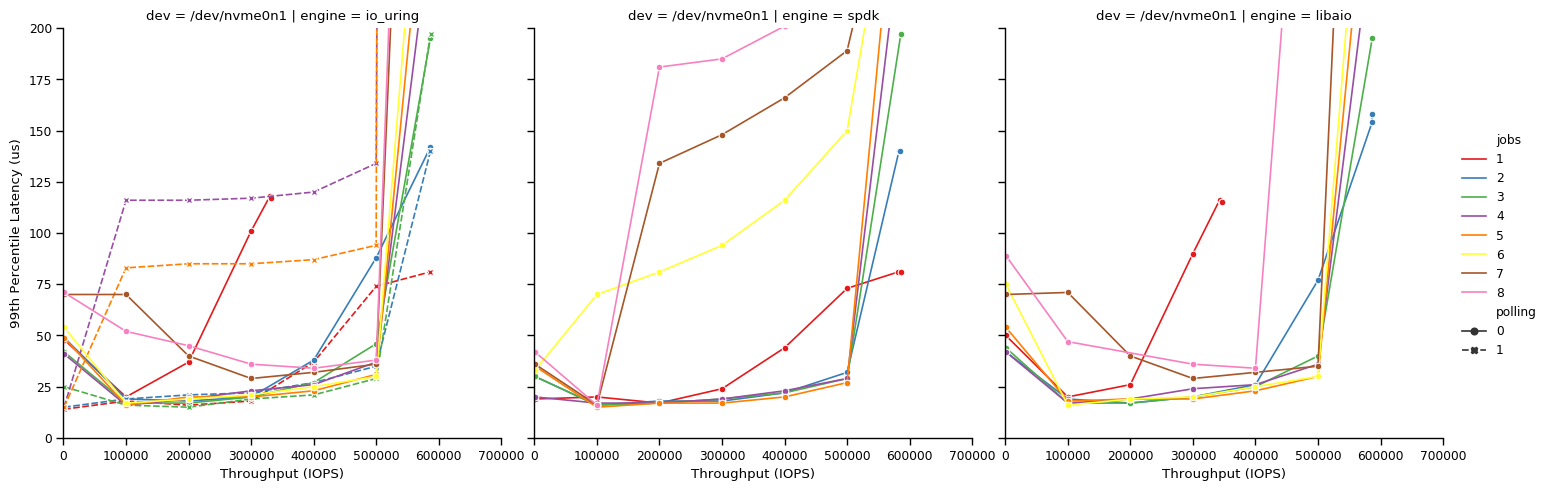 dev = /dev/nvme0n1 | engine = io_uring
dev = /dev/nvme0n1 | engine = spdk
dev = /dev/nvme0n1 | engine = libaio
99th Percentile Latency (us)
200
175
150
125
100
75
50
25
0
0 100000 200000 300000 400000 500000 600000 700000
0 100000 200000 300000 400000 500000 600000 700000
0 100000 200000 300000 400000 500000 600000 700000
Throughput (IOPS)
Throughput (IOPS)
Throughput (IOPS)
jobs
1
2
3
4
5
6
7
8
polling
0
1